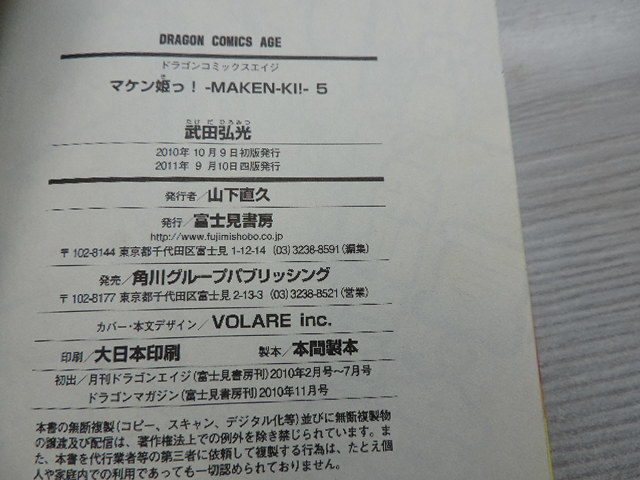 DRAGON COMICS AGE
ドラゴンコミックスエイジ
マケン姫っ！ -MAKEN-KI!- 5
たけ だ ひろみつ
武田弘光
2010年 10月 9日初版発行
2011年 9月10日四版発行
発行者／山下直久
発行／富士見書房
http://www.fujimishobo.co.jp
〒102-8144 東京都千代田区富士見 1-12-14 (03)3238-8591(編集)
発売／角川グループパブリッシング
〒102-8177 東京都千代田区富士見 2-13-3 (03)3238-8521(営業)
カバー・本文デザイン／VOLARE inc.
印刷／大日本印刷 製本／本間製本
初出／月刊ドラゴンエイジ(富士見書房刊)2010年2月号～7月号
ドラゴンマガジン(富士見書房刊)2010年11月号
本書の無断複製(コピー、スキャン、デジタル化等)並びに無断複製物
の譲渡及び配信は、著作権法上での例外を除き禁じられています。ま
た、本書を代行業者等の第三者に依頼して複製する行為は、たとえ個
人や家庭内での利用であっても一切認められておりません。